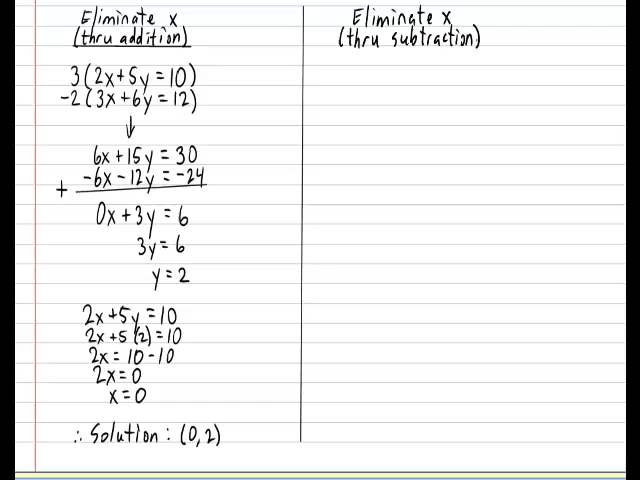 Eliminate x
(thru addition)
3(2x+5y=10)
-2(3x+6y=12)
↓
6x+15y=30
+ -6x-12y=-24
0x+3y=6
3y=6
y=2
2x+5y=10
2x+5(2)=10
2x=10-10
2x=0
x=0
∴ Solution: (0,2)
Eliminate x
(thru subtraction)